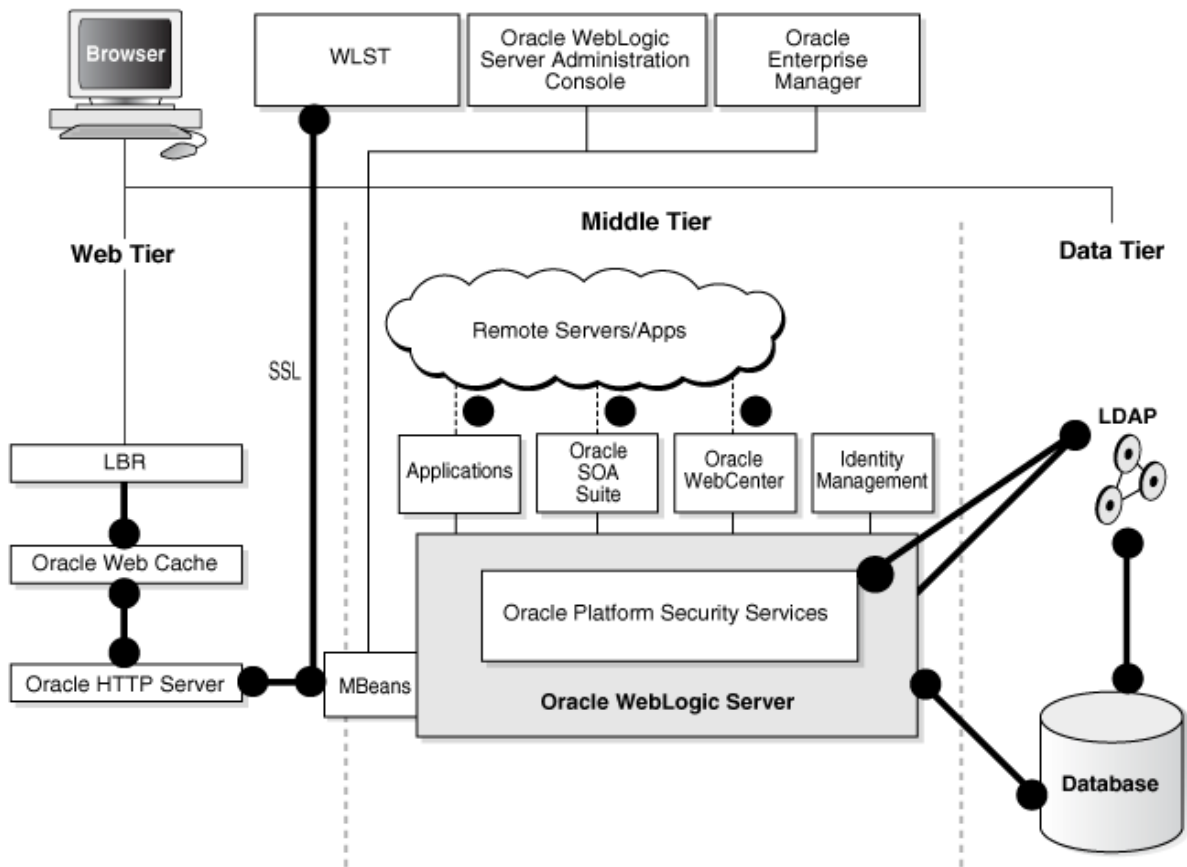 Browser
WLST
Oracle WebLogic
Server Administration
Console
Oracle
Enterprise
Manager
Web Tier
Middle Tier
Data Tier
Remote Servers/Apps
SSL
LDAP
LBR
Applications
Oracle
SOA
Suite
Oracle
WebCenter
Identity
Management
Oracle Web Cache
Oracle Platform Security Services
Oracle HTTP Server
MBeans
Oracle WebLogic Server
Database